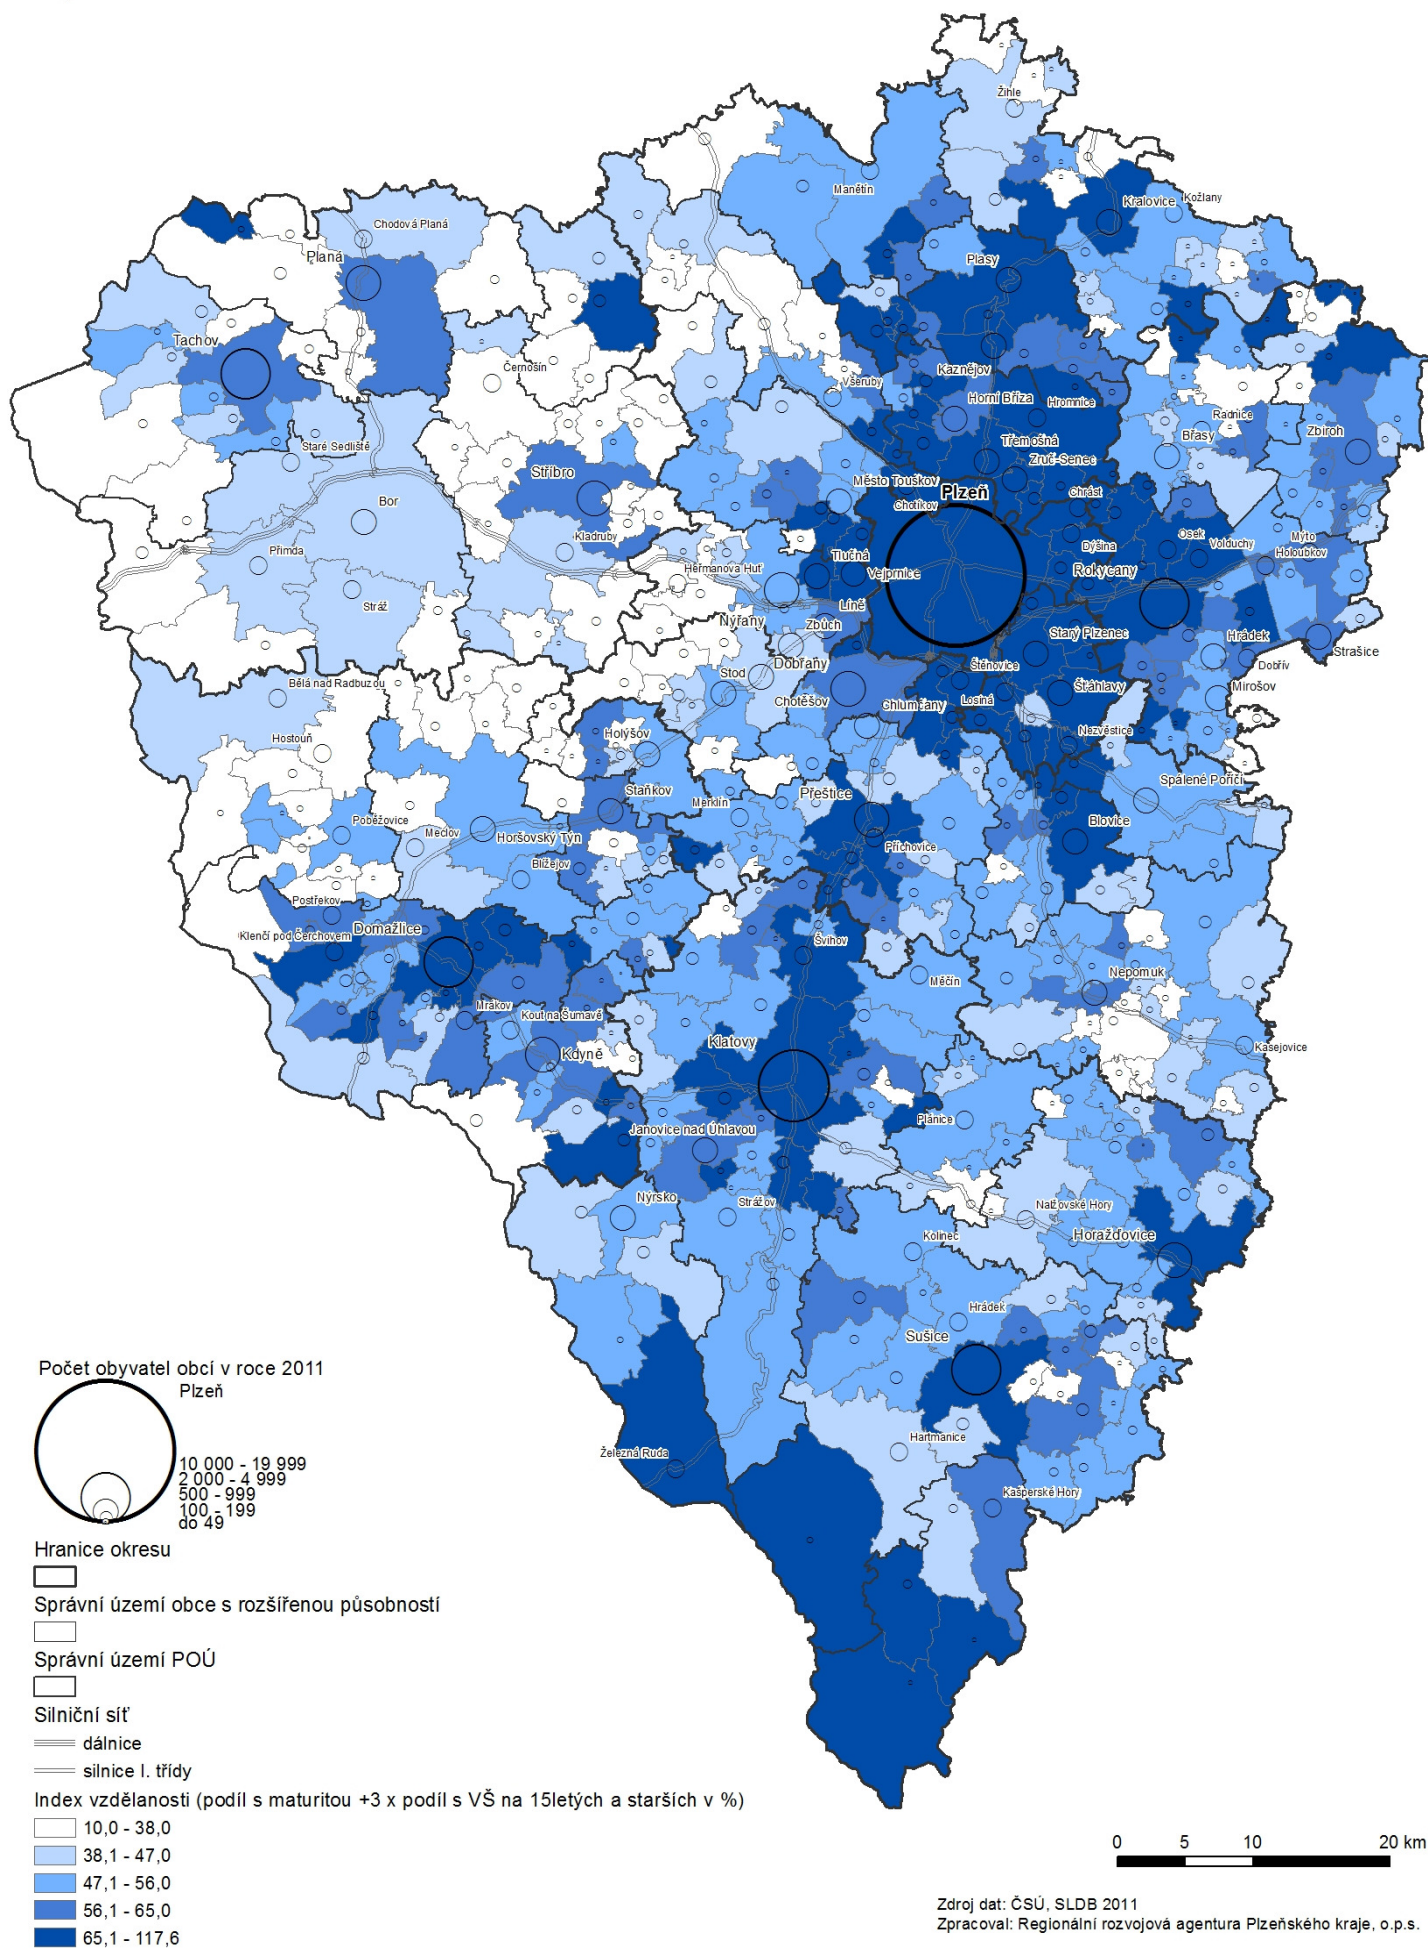 Žihle
Manětín
Kralovice
Kožlany
Chodová Planá
Planá
Plasy
Tachov
Černošín
Kaznějov
Všeruby
Horní Bříza
Hromnice
Radnice
Zbiroh
Staré Sedliště
Břasy
Třemošná
Zruč-Senec
Stříbro
Město Touškov
Plzeň
Chrást
Bor
Chotíkov
Kladruby
Dýšina
Osek
Volduchy
Mýto
Holoubkov
Přimda
Heřmanova Huť
Tlučná
Vejprnice
Rokycany
Stráž
Líně
Nýřany
Zbůch
Starý Plzenec
Hrádek
Strašice
Dobřív
Dobřany
Štěnovice
Stod
Bělá nad Radbuzou
Chotěšov
Chlumčany
Losiná
Šťáhlavy
Mirošov
Holýšov
Nezvěstice
Hostouň
Spálené Poříčí
Staňkov
Merklín
Přeštice
Poběžovice
Meclov
Horšovský Týn
Blovice
Příchovice
Blížejov
Postřekov
Domažlice
Klenčí pod Čerchovem
Švihov
Měčín
Nepomuk
Mrákov
Kout na Šumavě
Kdyně
Klatovy
Kasejovice
Plánice
Janovice nad Úhlavou
Nýrsko
Strážov
Nalžovské Hory
Horažďovice
Kolinec
Hrádek
Sušice
Hartmanice
Železná Ruda
Kašperské Hory
Počet obyvatel obcí v roce 2011
Plzeň
10 000 - 19 999
2 000 - 4 999
500 - 999
100 - 199
do 49
Hranice okresu
Správní území obce s rozšířenou působností
Správní území POÚ
Silniční síť
dálnice
silnice I. třídy
Index vzdělanosti (podíl s maturitou +3 x podíl s VŠ na 15letých a starších v %)
10,0 - 38,0
38,1 - 47,0
47,1 - 56,0
56,1 - 65,0
65,1 - 117,6
0 5 10 20 km
Zdroj dat: ČSÚ, SLDB 2011
Zpracoval: Regionální rozvojová agentura Plzeňského kraje, o.p.s.